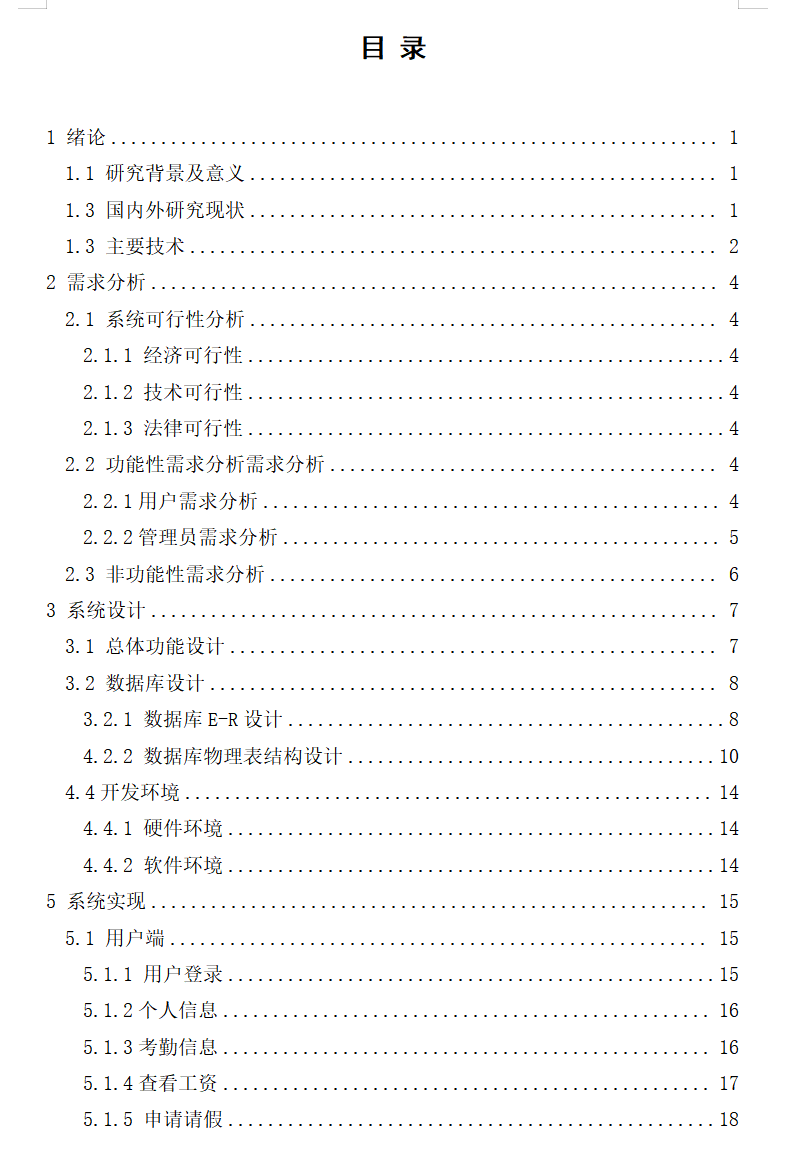 目 录
1 绪论 1
1.1 研究背景及意义 1
1.3 国内外研究现状 1
1.3 主要技术 2
2 需求分析 4
2.1 系统可行性分析 4
2.1.1 经济可行性 4
2.1.2 技术可行性 4
2.1.3 法律可行性 4
2.2 功能性需求分析需求分析 4
2.2.1用户需求分析 4
2.2.2管理员需求分析 5
2.3 非功能性需求分析 6
3 系统设计 7
3.1 总体功能设计 7
3.2 数据库设计 8
3.2.1 数据库E-R设计 8
4.2.2 数据库物理表结构设计 10
4.4开发环境 14
4.4.1 硬件环境 14
4.4.2 软件环境 14
5 系统实现 15
5.1 用户端 15
5.1.1 用户登录 15
5.1.2个人信息 16
5.1.3考勤信息 16
5.1.4查看工资 17
5.1.5 申请请假 18